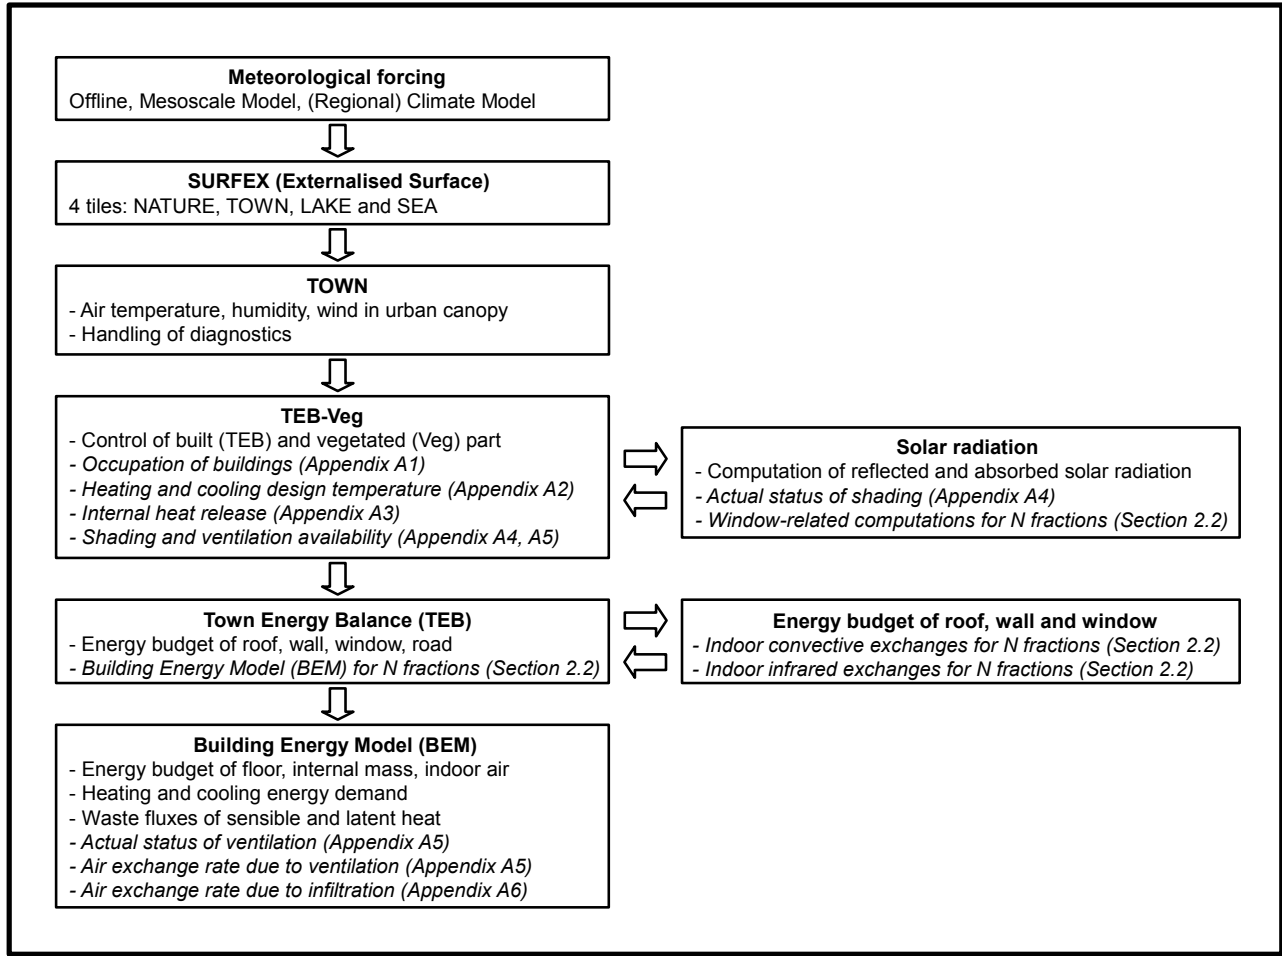 Meteorological forcing
Offline, Mesoscale Model, (Regional) Climate Model
SURFEX (Externalised Surface)
4 tiles: NATURE, TOWN, LAKE and SEA
TOWN
- Air temperature, humidity, wind in urban canopy
- Handling of diagnostics
TEB-Veg
- Control of built (TEB) and vegetated (Veg) part
- Occupation of buildings (Appendix A1)
- Heating and cooling design temperature (Appendix A2)
- Internal heat release (Appendix A3)
- Shading and ventilation availability (Appendix A4, A5)
Solar radiation
- Computation of reflected and absorbed solar radiation
- Actual status of shading (Appendix A4)
- Window-related computations for N fractions (Section 2.2)
Town Energy Balance (TEB)
- Energy budget of roof, wall, window, road
- Building Energy Model (BEM) for N fractions (Section 2.2)
Energy budget of roof, wall and window
- Indoor convective exchanges for N fractions (Section 2.2)
- Indoor infrared exchanges for N fractions (Section 2.2)
Building Energy Model (BEM)
- Energy budget of floor, internal mass, indoor air
- Heating and cooling energy demand
- Waste fluxes of sensible and latent heat
- Actual status of ventilation (Appendix A5)
- Air exchange rate due to ventilation (Appendix A5)
- Air exchange rate due to infiltration (Appendix A6)